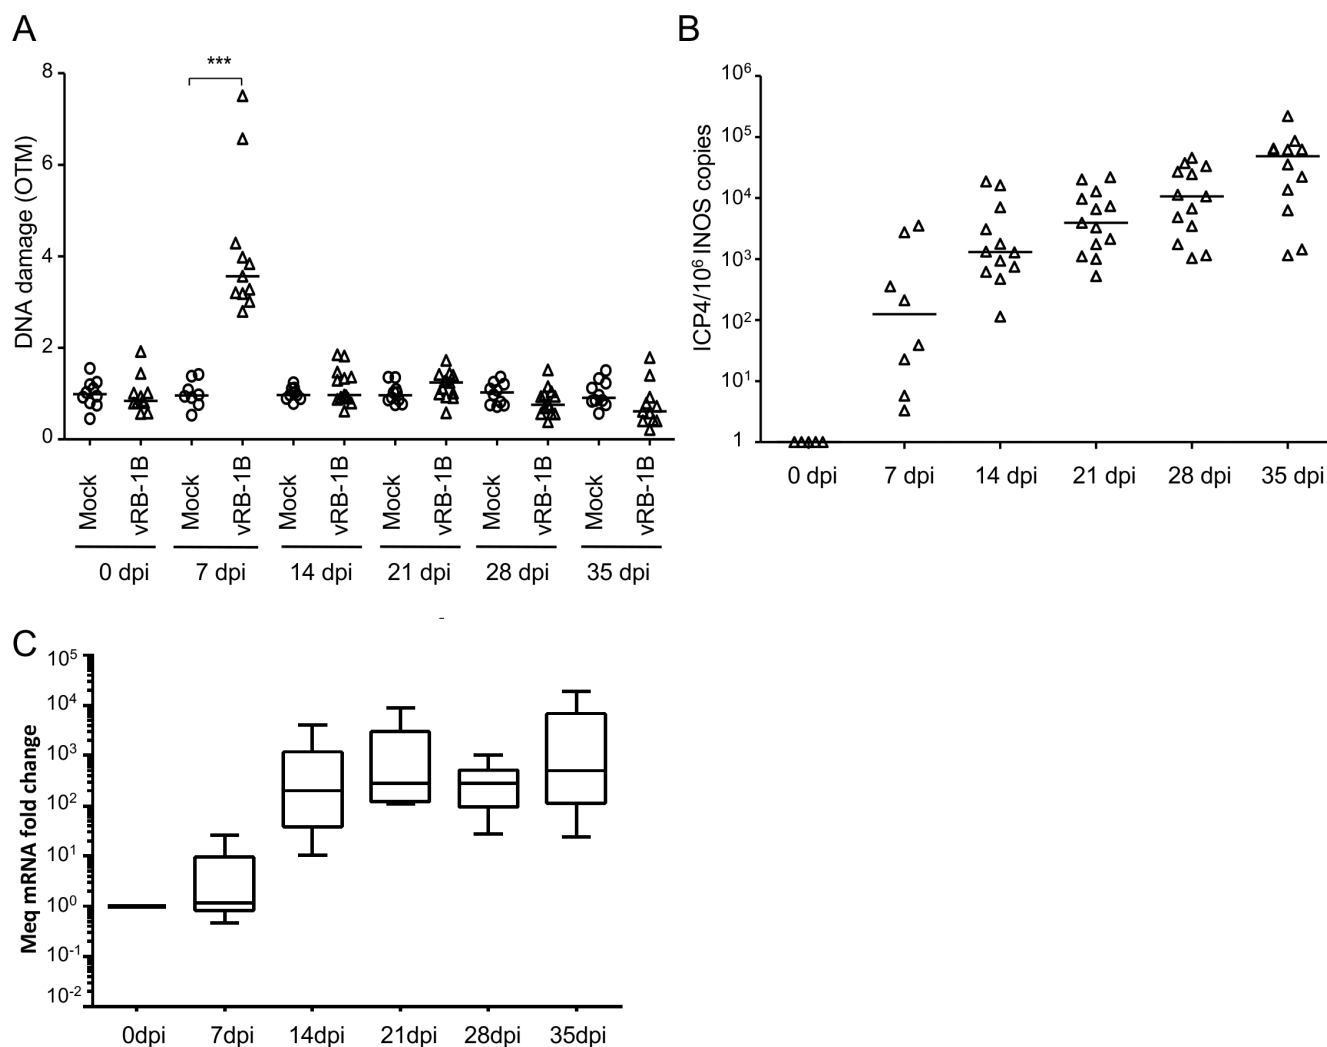 A
B
***
8
6
4
2
0
DNA damage (OTM)
Mock
vRB-1B
Mock
vRB-1B
Mock
vRB-1B
Mock
vRB-1B
Mock
vRB-1B
Mock
vRB-1B
0 dpi
7 dpi
14 dpi
21 dpi
28 dpi
35 dpi
10⁶
10⁵
10⁴
10³
10²
10¹
1
ICP4/10⁶ INOS copies
0 dpi
7 dpi
14 dpi
21 dpi
28 dpi
35 dpi
C
10⁵
10⁴
10³
10²
10¹
10⁰
10⁻¹
10⁻²
Meq mRNA fold change
0dpi
7dpi
14dpi
21dpi
28dpi
35dpi